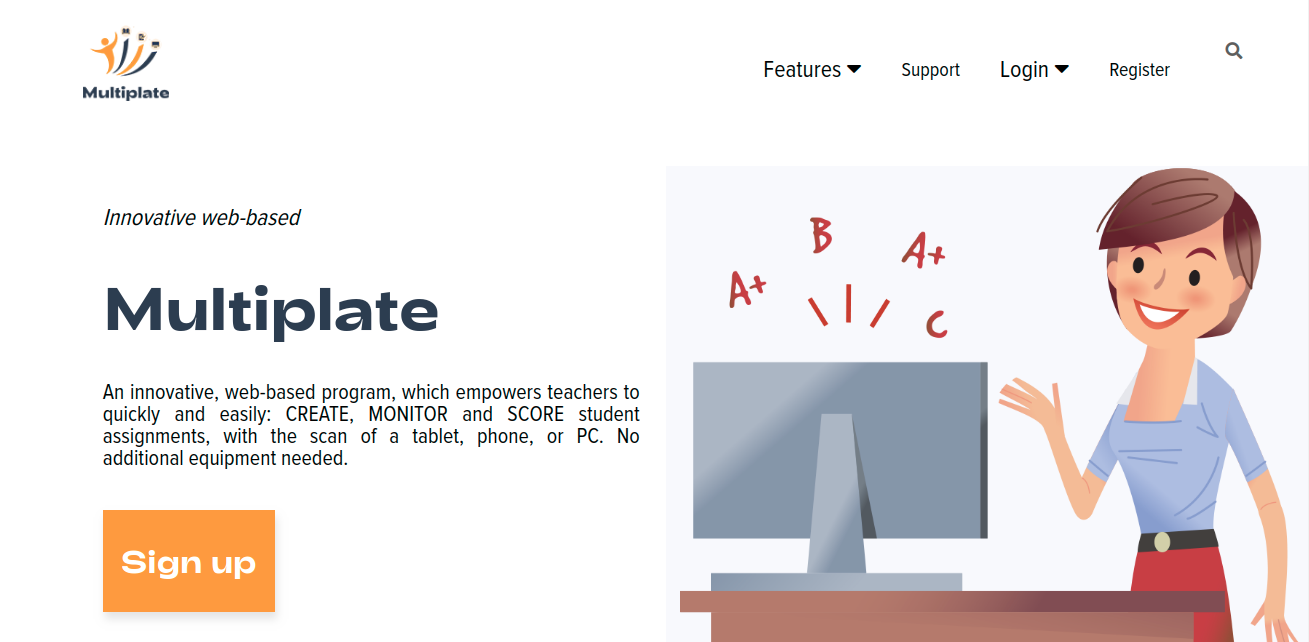 Multiplate
Features
Support
Login
Register
Innovative web-based
Multiplate
An innovative, web-based program, which empowers teachers to
quickly and easily: CREATE, MONITOR and SCORE student
assignments, with the scan of a tablet, phone, or PC. No
additional equipment needed.
Sign up
B
A+
A+
C